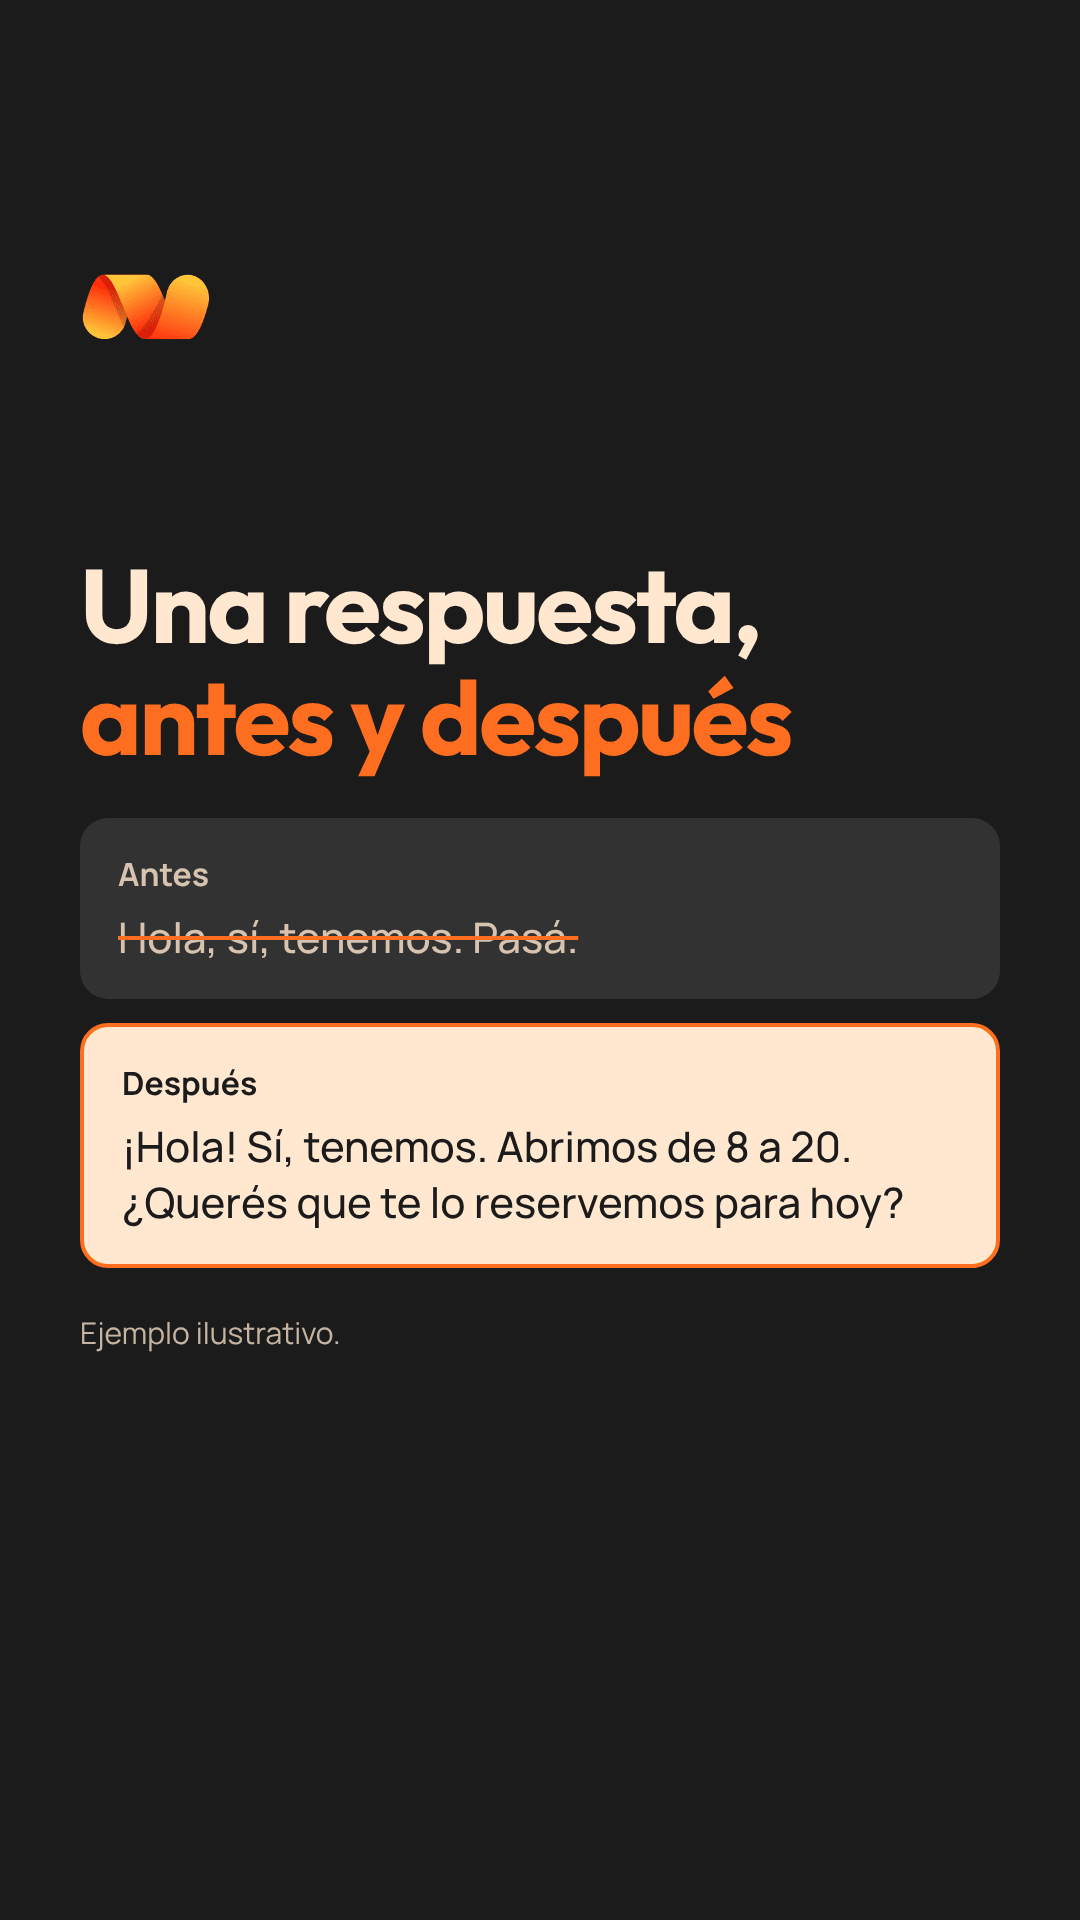 Una respuesta,
antes y después
Antes
Hola, sí, tenemos. Pasá.
Después
¡Hola! Sí, tenemos. Abrimos de 8 a 20.
¿Querés que te lo reservemos para hoy?
Ejemplo ilustrativo.